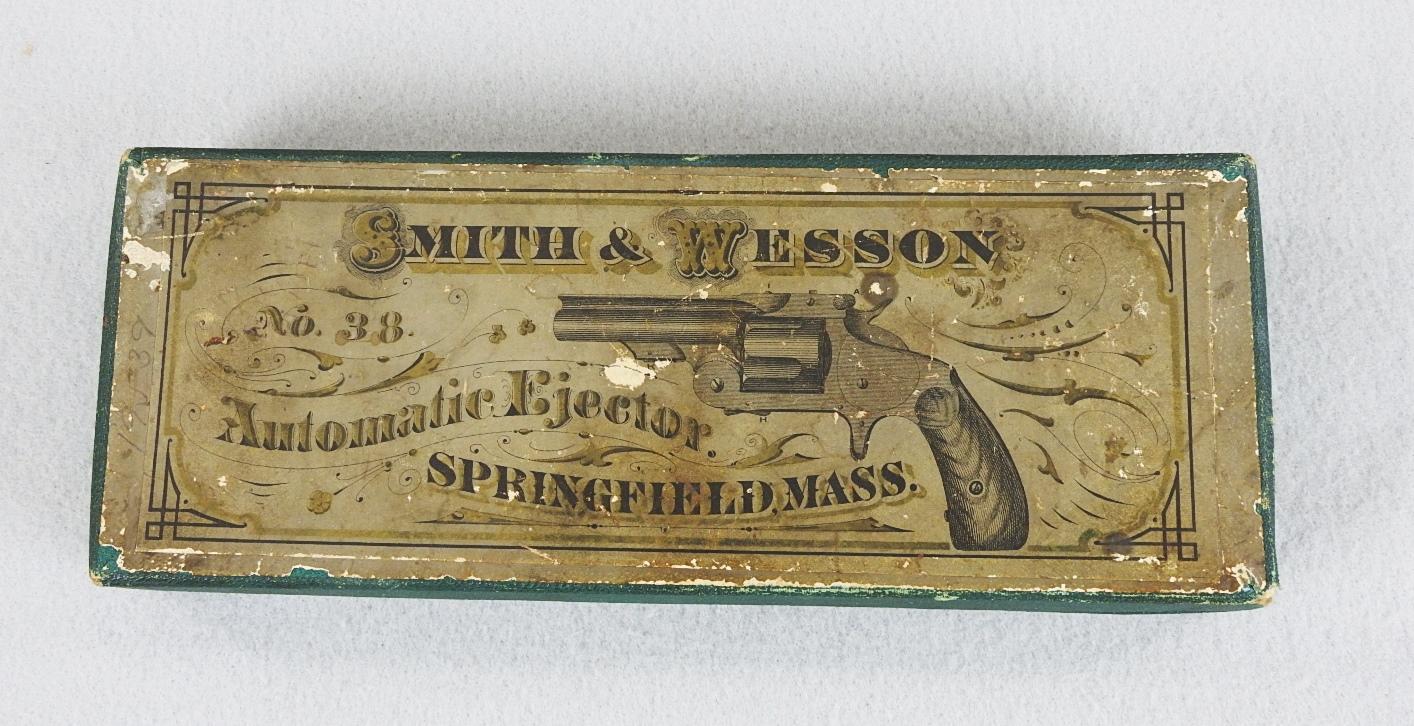 SMITH & WESSON
No. 38.
Automatic Ejector.
SPRINGFIELD, MASS.